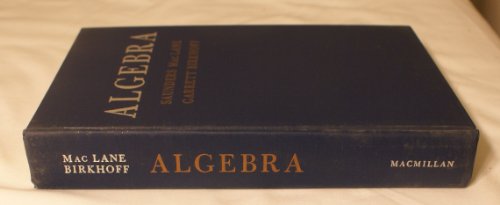 ALGEBRA
SAUNDERS MAC LANE
GARRETT BIRKHOFF
MAC LANE
BIRKHOFF
ALGEBRA
MACMILLAN